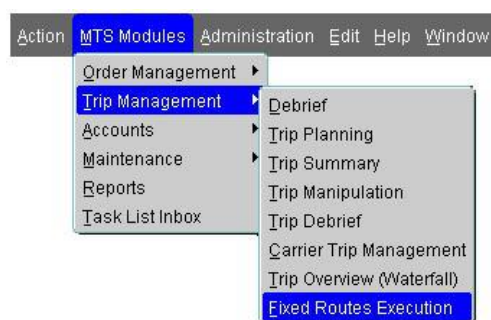 Action MTS Modules Administration Edit Help Window
Order Management
Trip Management
Accounts
Maintenance
Reports
Task List Inbox
Debrief
Trip Planning
Trip Summary
Trip Manipulation
Trip Debrief
Carrier Trip Management
Trip Overview (Waterfall)
Fixed Routes Execution